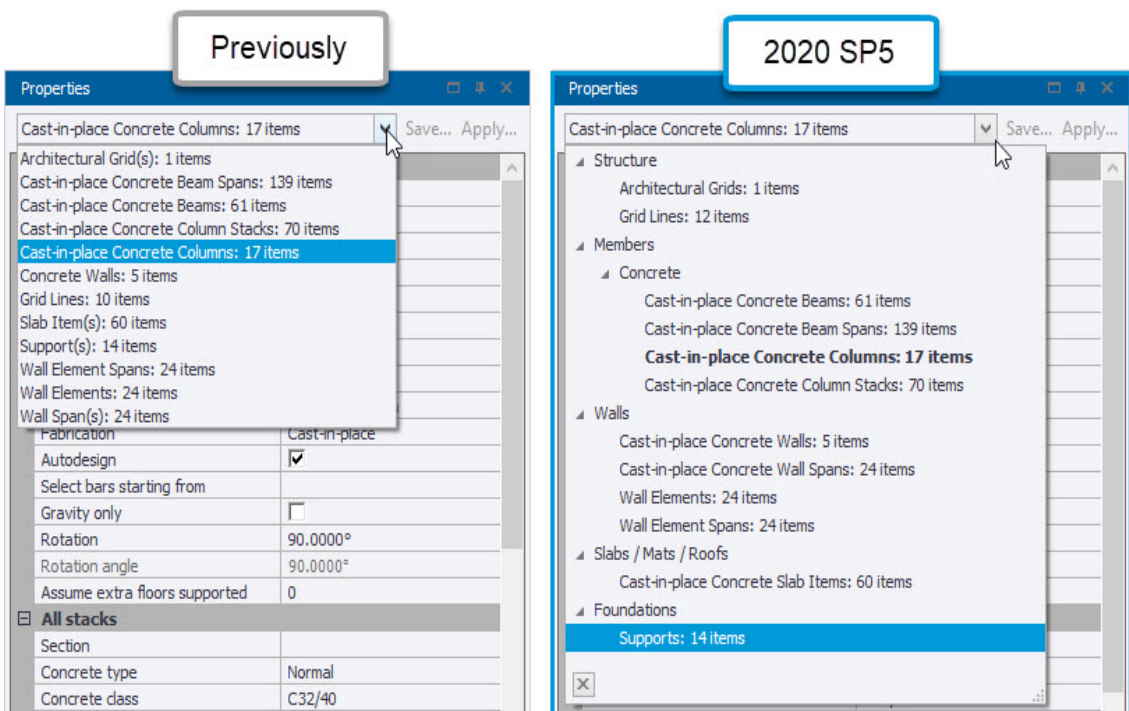 Previously
Properties
Cast-in-place Concrete Columns: 17 items
Save... Apply...
Architectural Grid(s): 1 items
Cast-in-place Concrete Beam Spans: 139 items
Cast-in-place Concrete Beams: 61 items
Cast-in-place Concrete Column Stacks: 70 items
Cast-in-place Concrete Columns: 17 items
Concrete Walls: 5 items
Grid Lines: 10 items
Slab Item(s): 60 items
Support(s): 14 items
Wall Element Spans: 24 items
Wall Elements: 24 items
Wall Span(s): 24 items
Fabrication Cast-in-place
Autodesign
Select bars starting from
Gravity only
Rotation 90.0000°
Rotation angle 90.0000°
Assume extra floors supported 0
All stacks
Section
Concrete type Normal
Concrete class C32/40
2020 SP5
Properties
Cast-in-place Concrete Columns: 17 items
Save... Apply...
Structure
Architectural Grids: 1 items
Grid Lines: 12 items
Members
Concrete
Cast-in-place Concrete Beams: 61 items
Cast-in-place Concrete Beam Spans: 139 items
Cast-in-place Concrete Columns: 17 items
Cast-in-place Concrete Column Stacks: 70 items
Walls
Cast-in-place Concrete Walls: 5 items
Cast-in-place Concrete Wall Spans: 24 items
Wall Elements: 24 items
Wall Element Spans: 24 items
Slabs / Mats / Roofs
Cast-in-place Concrete Slab Items: 60 items
Foundations
Supports: 14 items